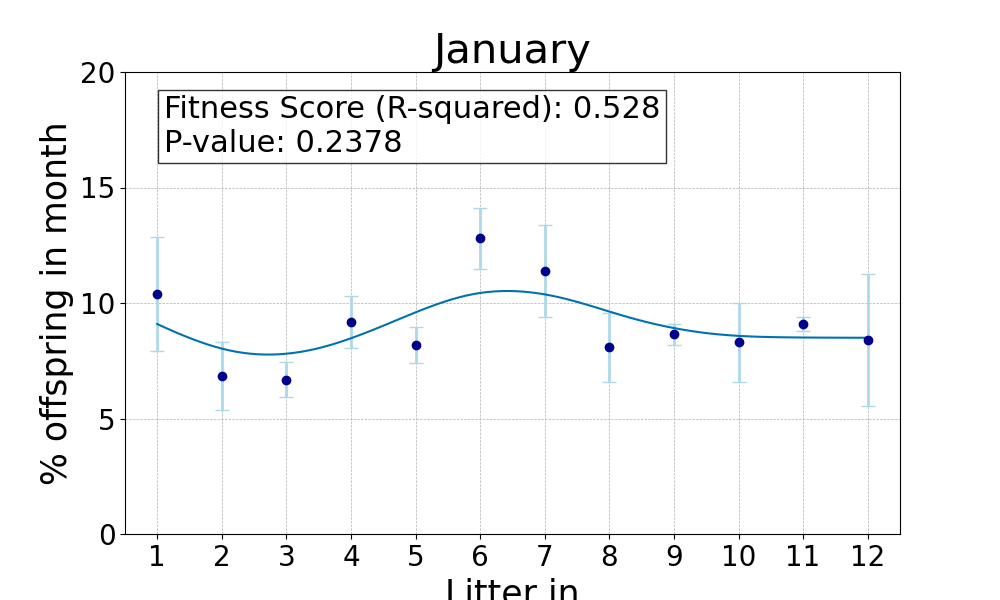 January
Fitness Score (R-squared): 0.528
P-value: 0.2378
% offspring in month
20
15
10
5
0
1 2 3 4 5 6 7 8 9 10 11 12
Litter in